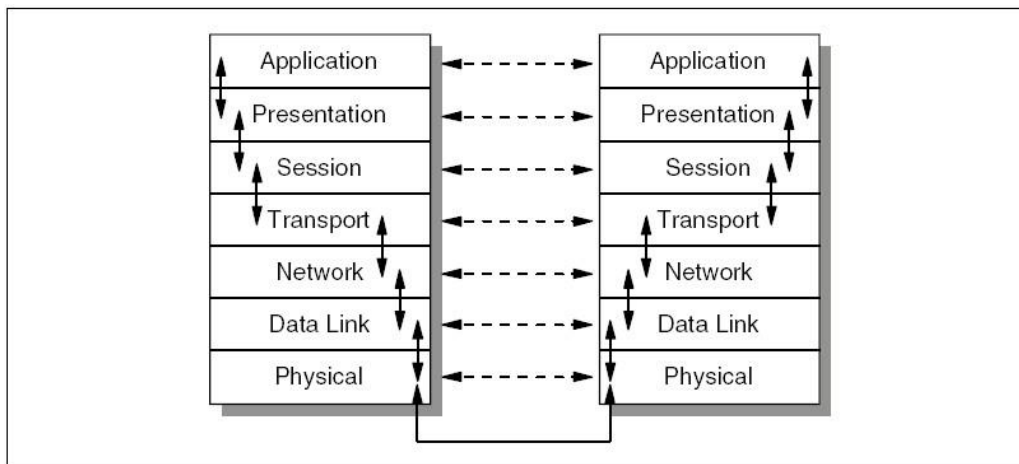 Application
Presentation
Session
Transport
Network
Data Link
Physical
Application
Presentation
Session
Transport
Network
Data Link
Physical